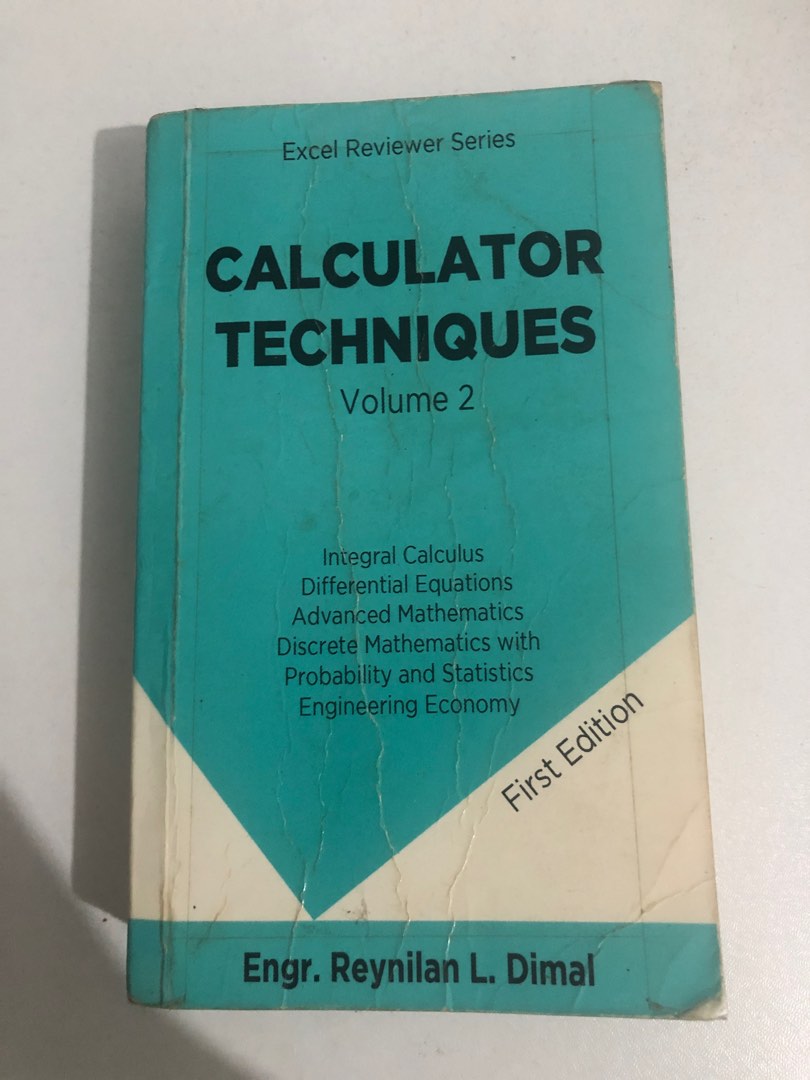 Excel Reviewer Series
CALCULATOR
TECHNIQUES
Volume 2
Integral Calculus
Differential Equations
Advanced Mathematics
Discrete Mathematics with
Probability and Statistics
Engineering Economy
First Edition
Engr. Reynilan L. Dimal